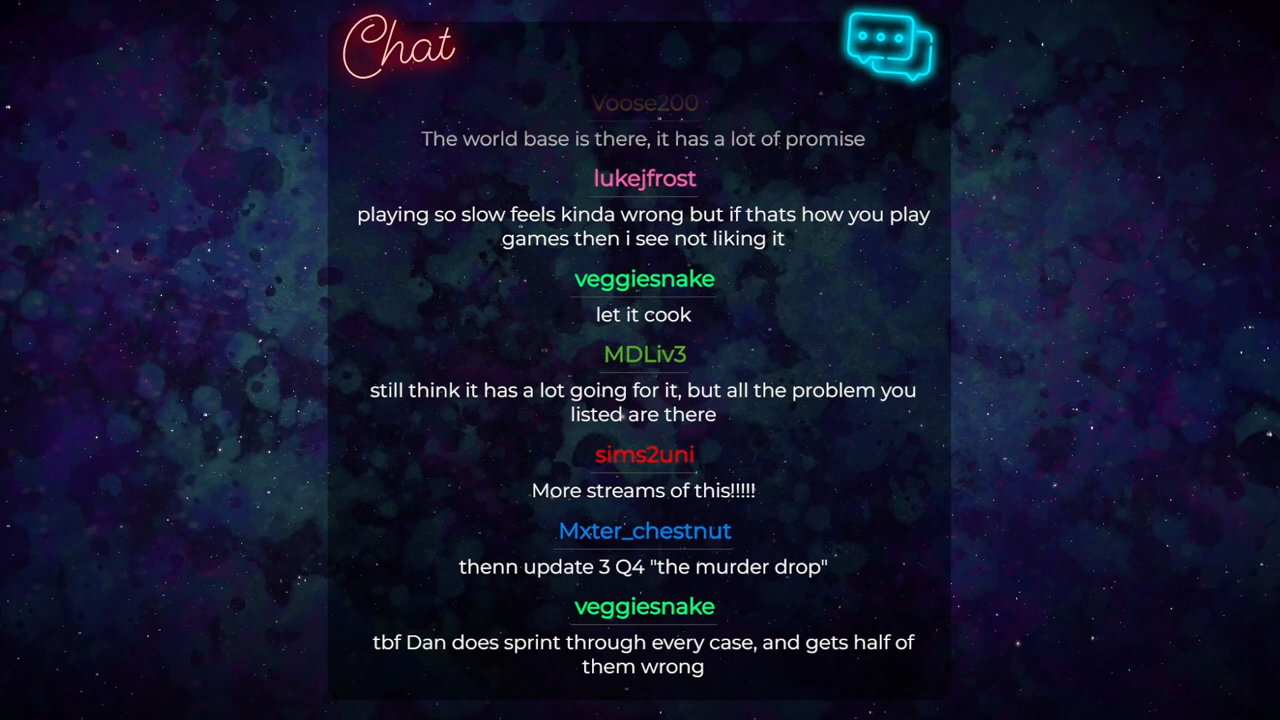 Chat
Voose200
The world base is there, it has a lot of promise
lukejfrost
playing so slow feels kinda wrong but if thats how you play
games then i see not liking it
veggiesnake
let it cook
MDLiv3
still think it has a lot going for it, but all the problem you
listed are there
sims2uni
More streams of this!!!!!
Mxter_chestnut
thenn update 3 Q4 "the murder drop"
veggiesnake
tbf Dan does sprint through every case, and gets half of
them wrong